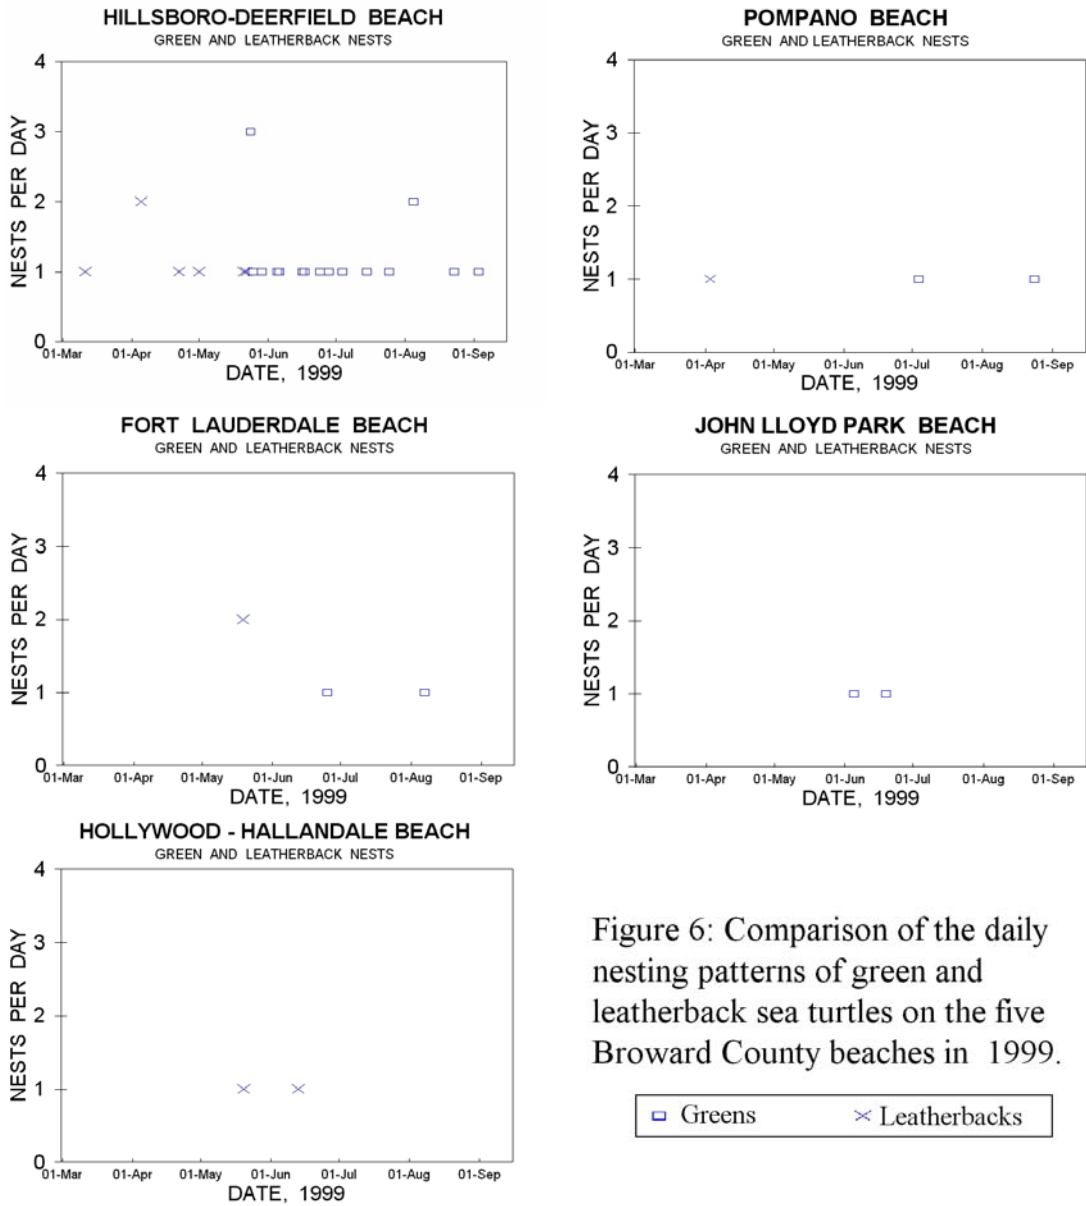 HILLSBORO-DEERFIELD BEACH
GREEN AND LEATHERBACK NESTS
NESTS PER DAY
4
3
2
1
0
01-Mar 01-Apr 01-May 01-Jun 01-Jul 01-Aug 01-Sep
DATE, 1999
POMPANO BEACH
GREEN AND LEATHERBACK NESTS
NESTS PER DAY
4
3
2
1
0
01-Mar 01-Apr 01-May 01-Jun 01-Jul 01-Aug 01-Sep
DATE, 1999
FORT LAUDERDALE BEACH
GREEN AND LEATHERBACK NESTS
NESTS PER DAY
4
3
2
1
0
01-Mar 01-Apr 01-May 01-Jun 01-Jul 01-Aug 01-Sep
DATE, 1999
JOHN LLOYD PARK BEACH
GREEN AND LEATHERBACK NESTS
NESTS PER DAY
4
3
2
1
0
01-Mar 01-Apr 01-May 01-Jun 01-Jul 01-Aug 01-Sep
DATE, 1999
HOLLYWOOD - HALLANDALE BEACH
GREEN AND LEATHERBACK NESTS
NESTS PER DAY
4
3
2
1
0
01-Mar 01-Apr 01-May 01-Jun 01-Jul 01-Aug 01-Sep
DATE, 1999
Figure 6: Comparison of the daily
nesting patterns of green and
leatherback sea turtles on the five
Broward County beaches in 1999.
Greens Leatherbacks